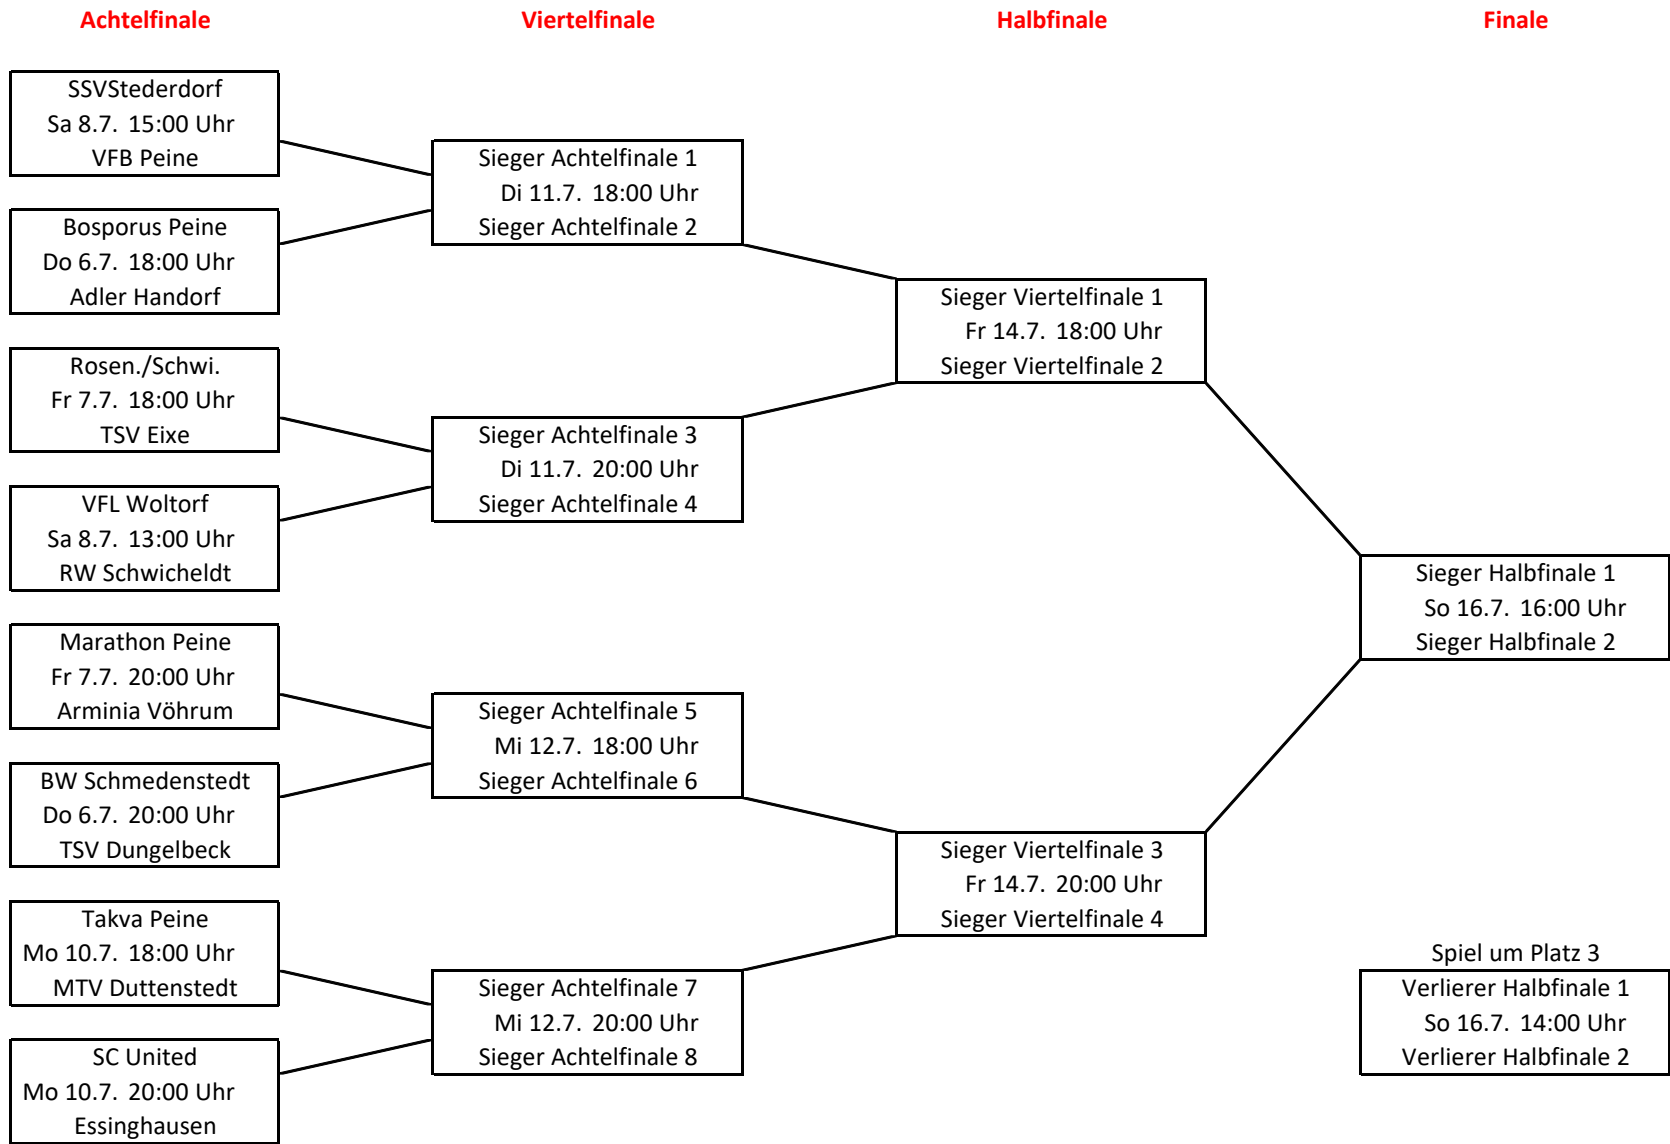 Achtelfinale
Viertelfinale
Halbfinale
Finale
SSVStederdorf
Sa 8.7. 15:00 Uhr
VFB Peine
Bosporus Peine
Do 6.7. 18:00 Uhr
Adler Handorf
Rosen./Schwi.
Fr 7.7. 18:00 Uhr
TSV Eixe
VFL Woltorf
Sa 8.7. 13:00 Uhr
RW Schwicheldt
Marathon Peine
Fr 7.7. 20:00 Uhr
Arminia Vöhrum
BW Schmedenstedt
Do 6.7. 20:00 Uhr
TSV Dungelbeck
Takva Peine
Mo 10.7. 18:00 Uhr
MTV Duttenstedt
SC United
Mo 10.7. 20:00 Uhr
Essinghausen
Sieger Achtelfinale 1
Di 11.7. 18:00 Uhr
Sieger Achtelfinale 2
Sieger Achtelfinale 3
Di 11.7. 20:00 Uhr
Sieger Achtelfinale 4
Sieger Achtelfinale 5
Mi 12.7. 18:00 Uhr
Sieger Achtelfinale 6
Sieger Achtelfinale 7
Mi 12.7. 20:00 Uhr
Sieger Achtelfinale 8
Sieger Viertelfinale 1
Fr 14.7. 18:00 Uhr
Sieger Viertelfinale 2
Sieger Viertelfinale 3
Fr 14.7. 20:00 Uhr
Sieger Viertelfinale 4
Sieger Halbfinale 1
So 16.7. 16:00 Uhr
Sieger Halbfinale 2
Spiel um Platz 3
Verlierer Halbfinale 1
So 16.7. 14:00 Uhr
Verlierer Halbfinale 2